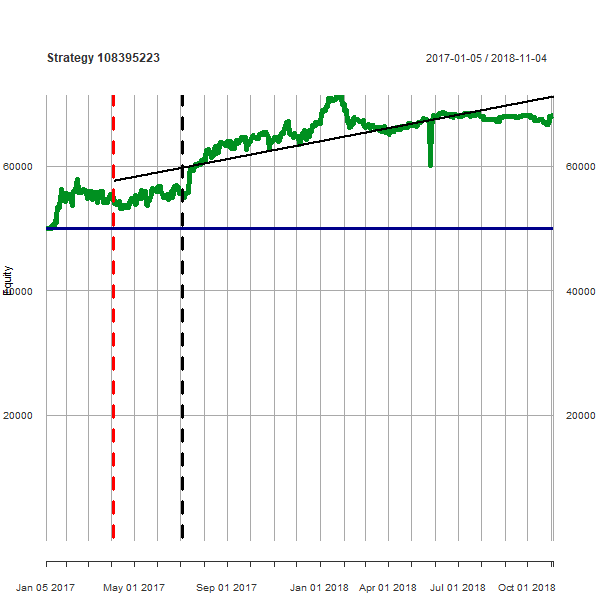 Strategy 108395223 2017-01-05 / 2018-11-04
60000 60000
Equity
40000 40000
20000 20000
Jan 05 2017 May 01 2017 Sep 01 2017 Jan 01 2018 Apr 01 2018 Jul 01 2018 Oct 01 2018